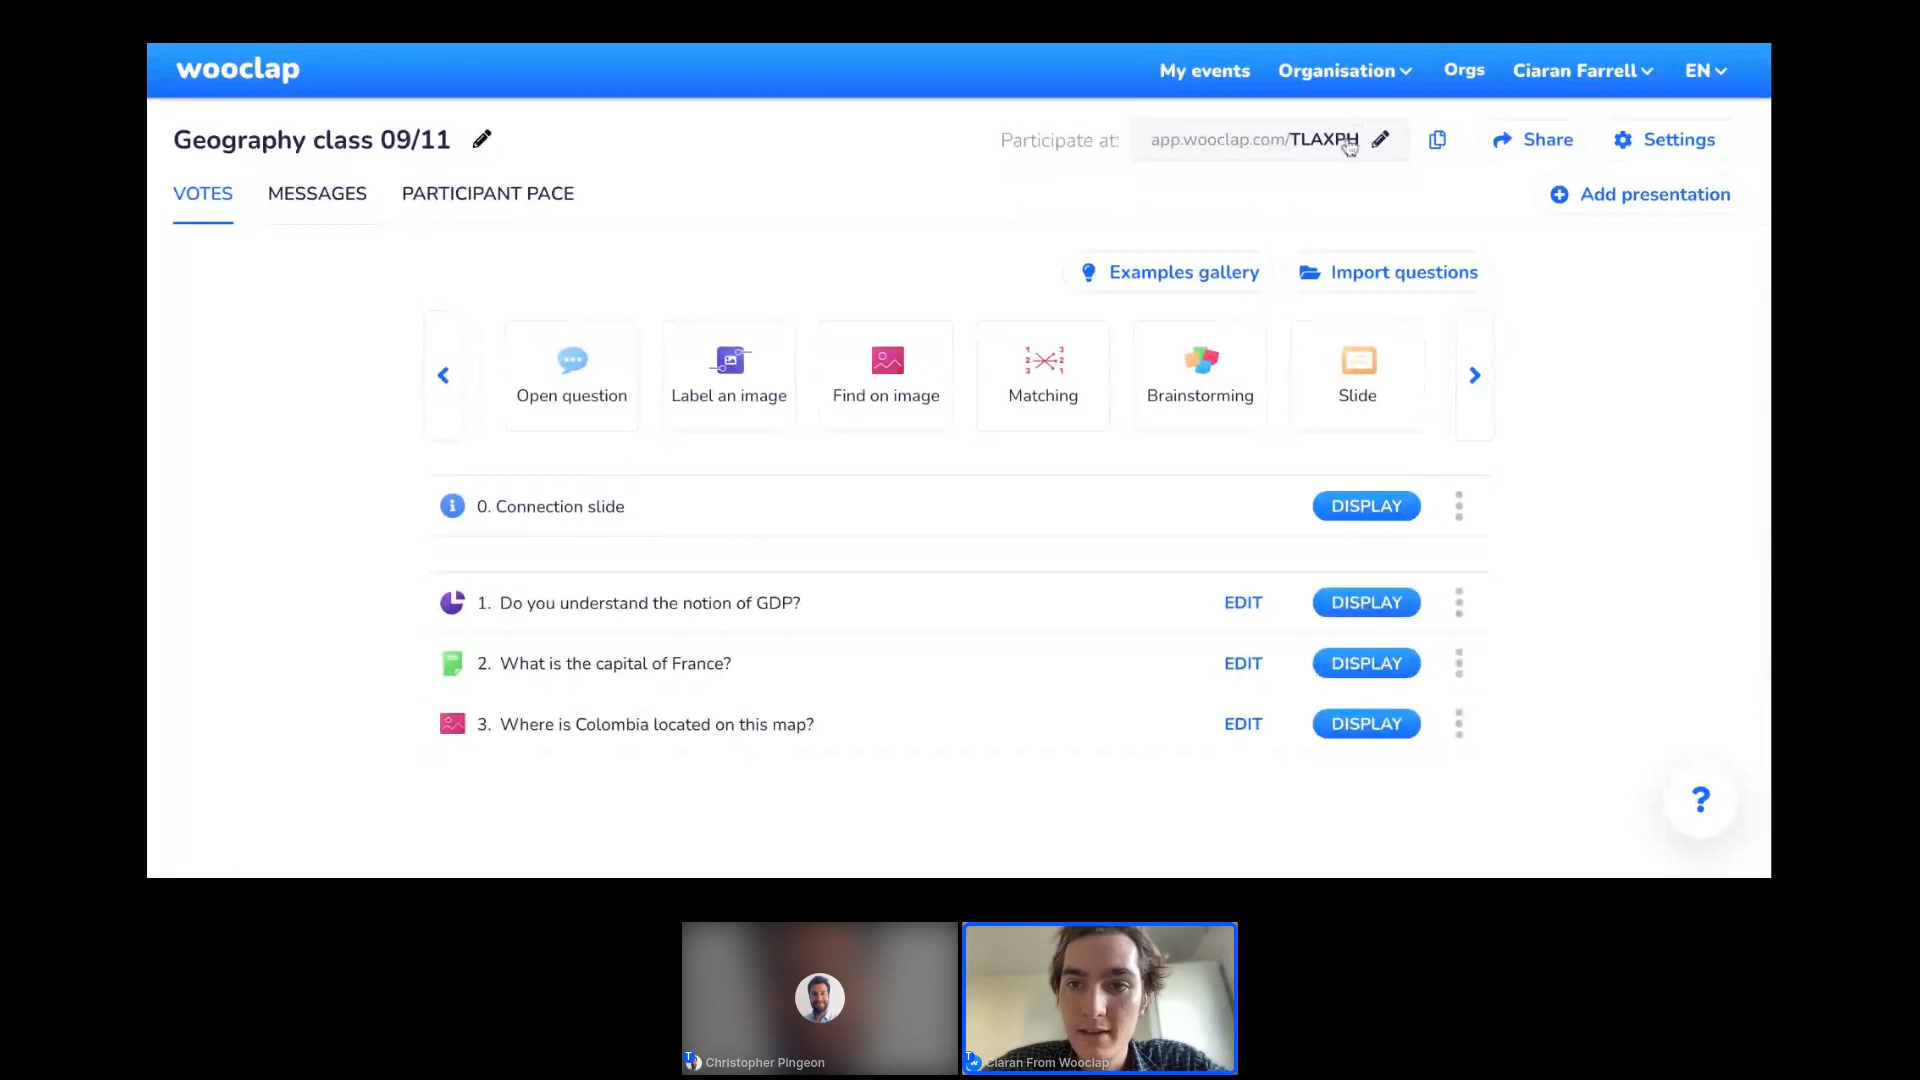 wooclap
My events Organisation Orgs Ciaran Farrell EN
Geography class 09/11
Participate at: app.wooclap.com/TLAXPH Share Settings
VOTES MESSAGES PARTICIPANT PACE Add presentation
Examples gallery Import questions
Open question Label an image Find on image Matching Brainstorming Slide
0. Connection slide DISPLAY
1. Do you understand the notion of GDP? EDIT DISPLAY
2. What is the capital of France? EDIT DISPLAY
3. Where is Colombia located on this map? EDIT DISPLAY
?
Christopher Pingeon
Ciaran From Wooclap